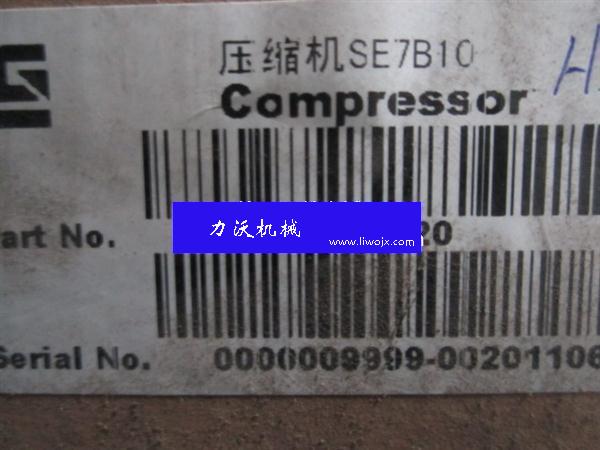 压缩机SE7B10
Compressor
H
力沃机械
www.liwojx.com
art No. 20
Serial No. 0000009999-00201106